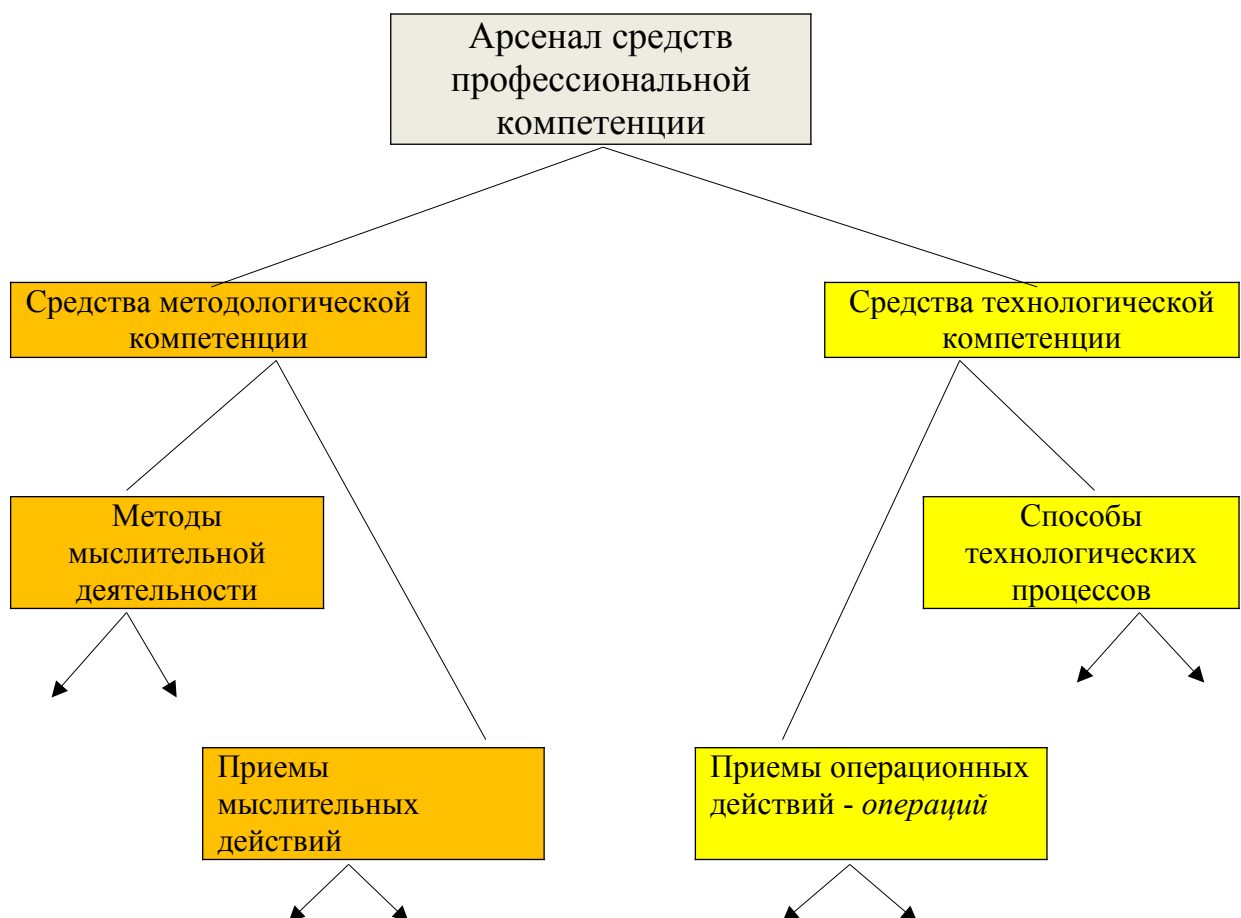 Арсенал средств
профессиональной
компетенции
Средства методологической
компетенции
Средства технологической
компетенции
Методы
мыслительной
деятельности
Способы
технологических
процессов
Приемы
мыслительных
действий
Приемы операционных
действий - операций